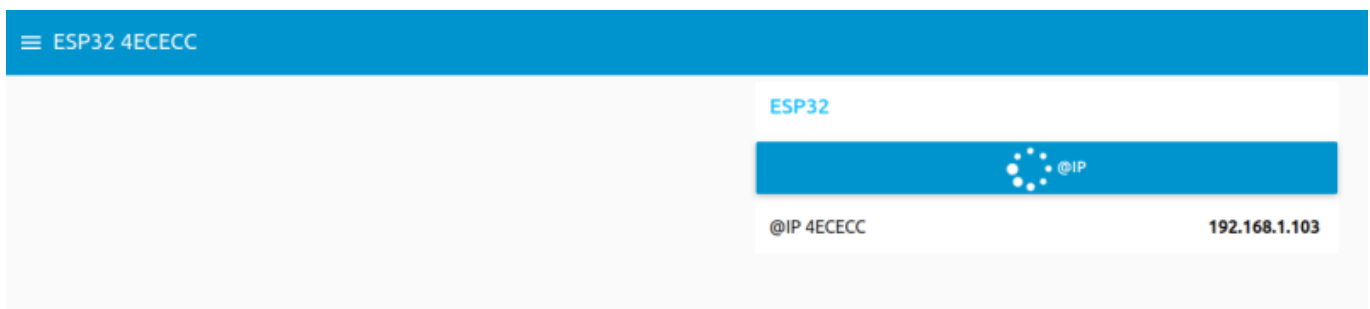 ESP32 4ECECC
ESP32
@IP
@IP 4ECECC 192.168.1.103